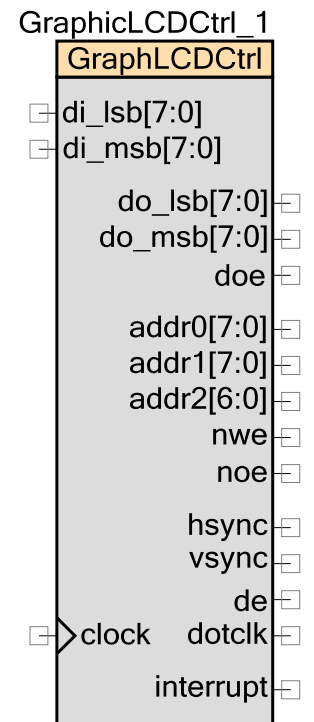 GraphicLCDCtrl_1
GraphLCDCtrl
di_lsb[7:0]
di_msb[7:0]
do_lsb[7:0]
do_msb[7:0]
doe
addr0[7:0]
addr1[7:0]
addr2[6:0]
nwe
noe
hsync
vsync
de
clock dotclk
interrupt